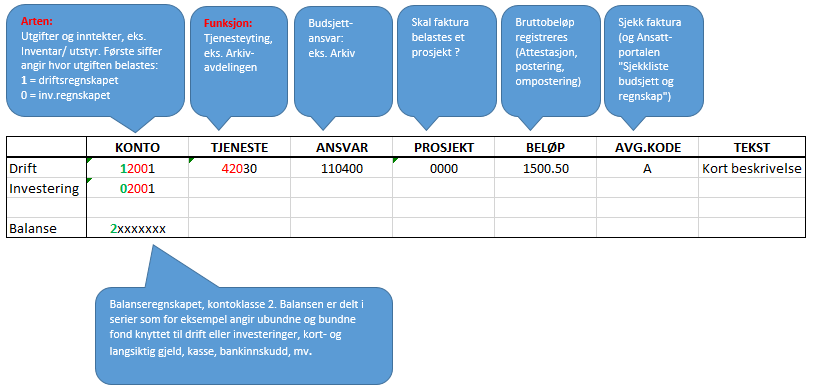 Arten:
Utgifter og inntekter, eks.
Inventar/ utstyr. Første siffer
angir hvor utgiften belastes:
1 = driftsregnskapet
0 = inv.regnskapet
Funksjon:
Tjenesteyting,
eks. Arkiv-
avdelingen
Budsjett-
ansvar:
eks. Arkiv
Skal faktura
belastes et
prosjekt ?
Bruttobeløp
registreres
(Attestasjon,
postering,
ompostering)
Sjekk faktura
(og Ansatt-
portalen
"Sjekkliste
budsjett og
regnskap")
KONTO TJENESTE ANSVAR PROSJEKT BELØP AVG.KODE TEKST
Drift 12001 42030 110400 0000 1500.50 A Kort beskrivelse
Investering 02001
Balanse 2xxxxxxx
Balanseregnskapet, kontoklasse 2. Balansen er delt i
serier som for eksempel angir ubundne og bundne
fond knyttet til drift eller investeringer, kort- og
langsiktig gjeld, kasse, bankinnskudd, mv.